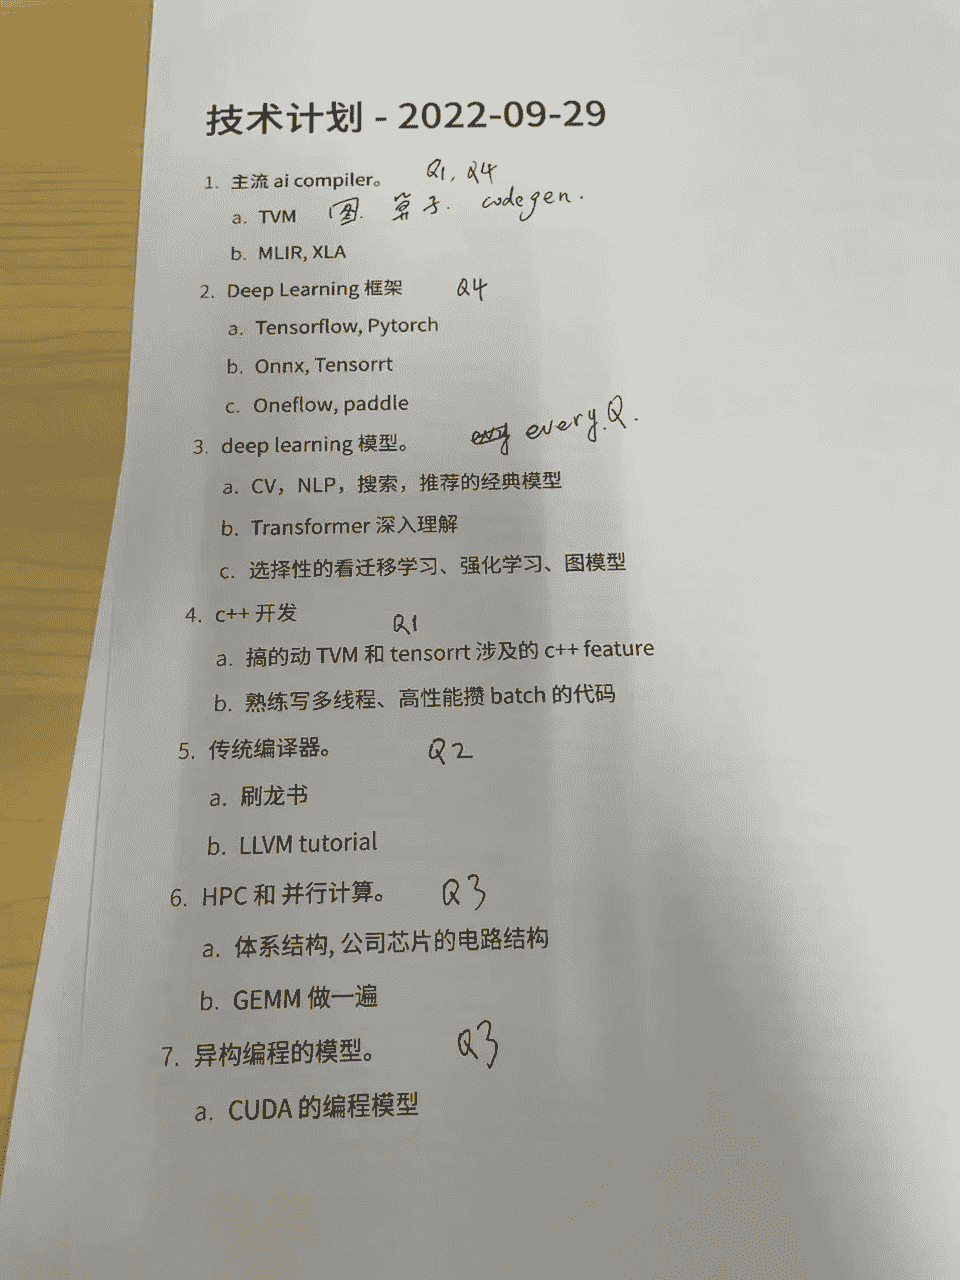 技术计划 - 2022-09-29
1. 主流 ai compiler。 Q1, Q4
a. TVM 图. 算子. codegen.
b. MLIR, XLA
2. Deep Learning 框架 Q4
a. Tensorflow, Pytorch
b. Onnx, Tensorrt
c. Oneflow, paddle
3. deep learning 模型。 every Q.
a. CV，NLP，搜索，推荐的经典模型
b. Transformer 深入理解
c. 选择性的看迁移学习、强化学习、图模型
4. c++ 开发 Q1
a. 搞的动 TVM 和 tensorrt 涉及的 c++ feature
b. 熟练写多线程、高性能攒 batch 的代码
5. 传统编译器。 Q2
a. 刷龙书
b. LLVM tutorial
6. HPC 和 并行计算。 Q3
a. 体系结构, 公司芯片的电路结构
b. GEMM 做一遍
7. 异构编程的模型。 Q3
a. CUDA 的编程模型